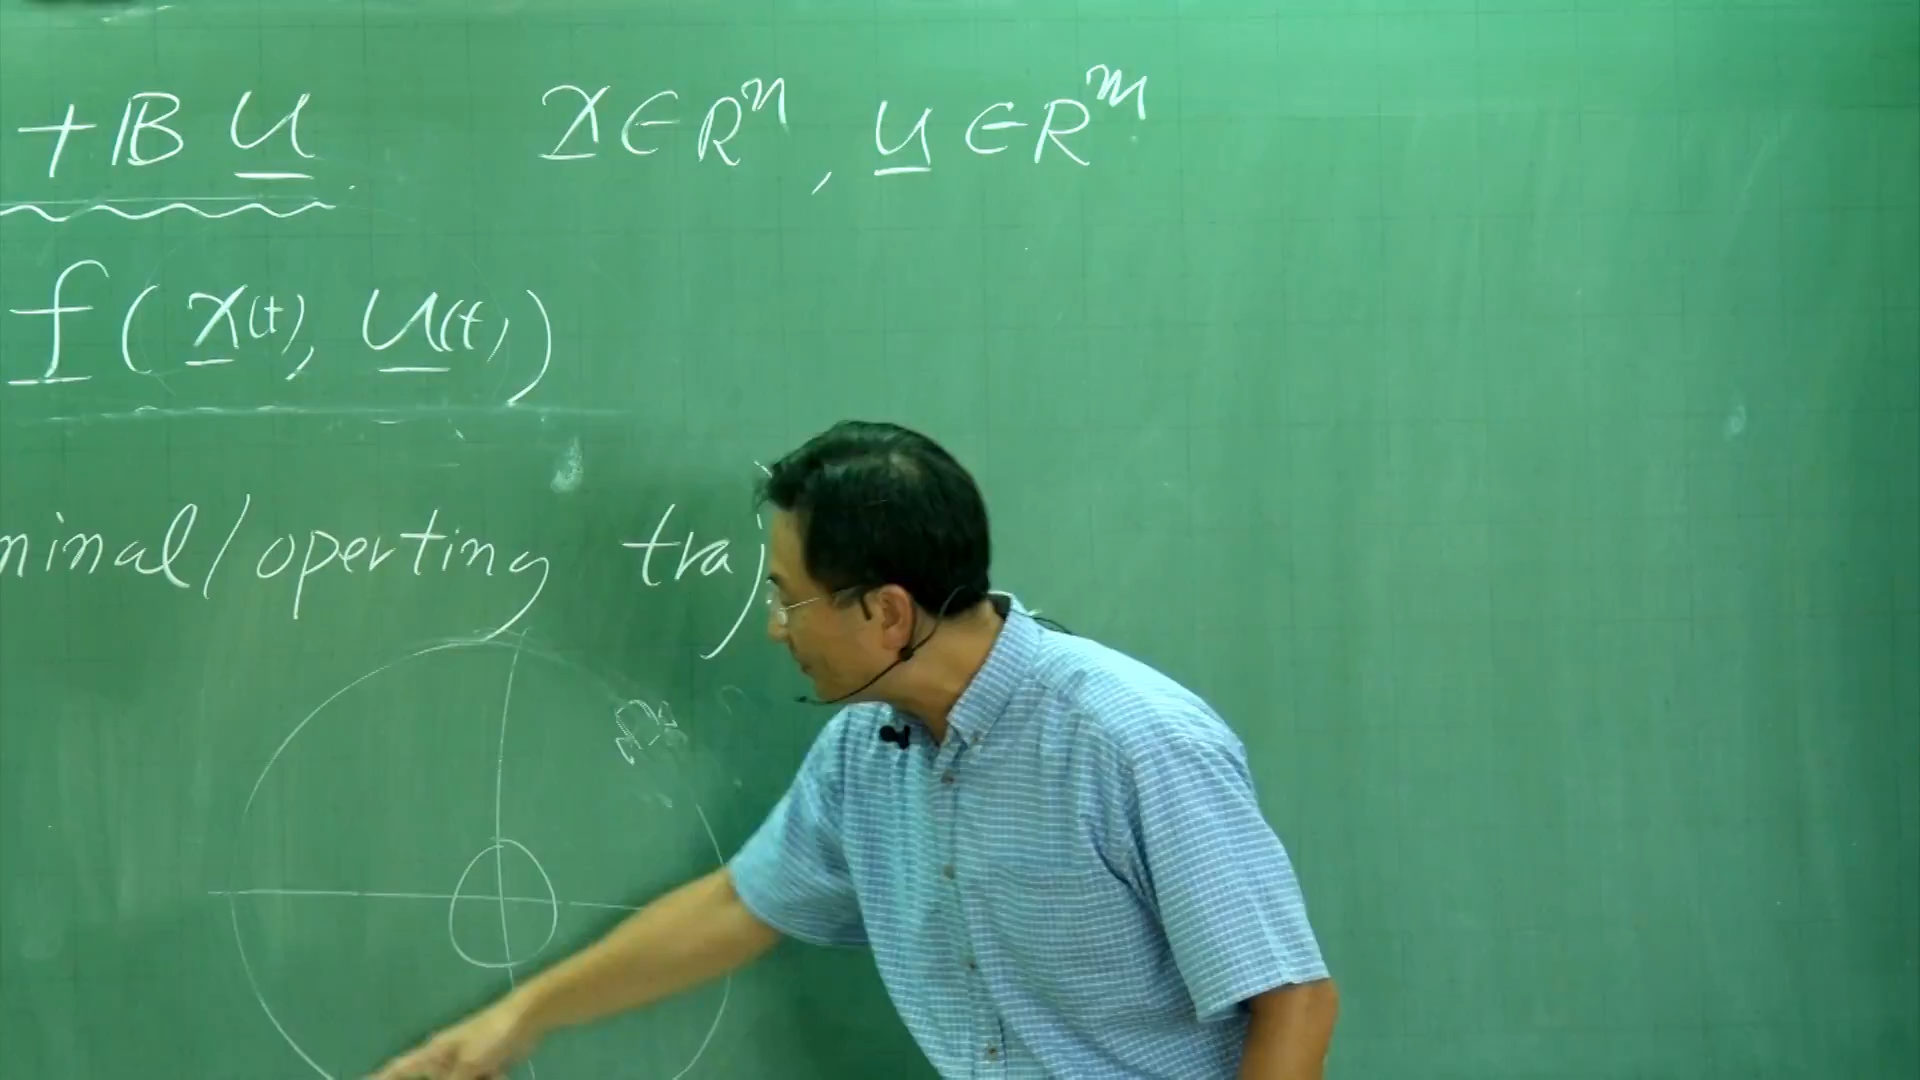 + B u   x ∈ R^n, u ∈ R^m
f(x(t), u(t))
minal/operting traj